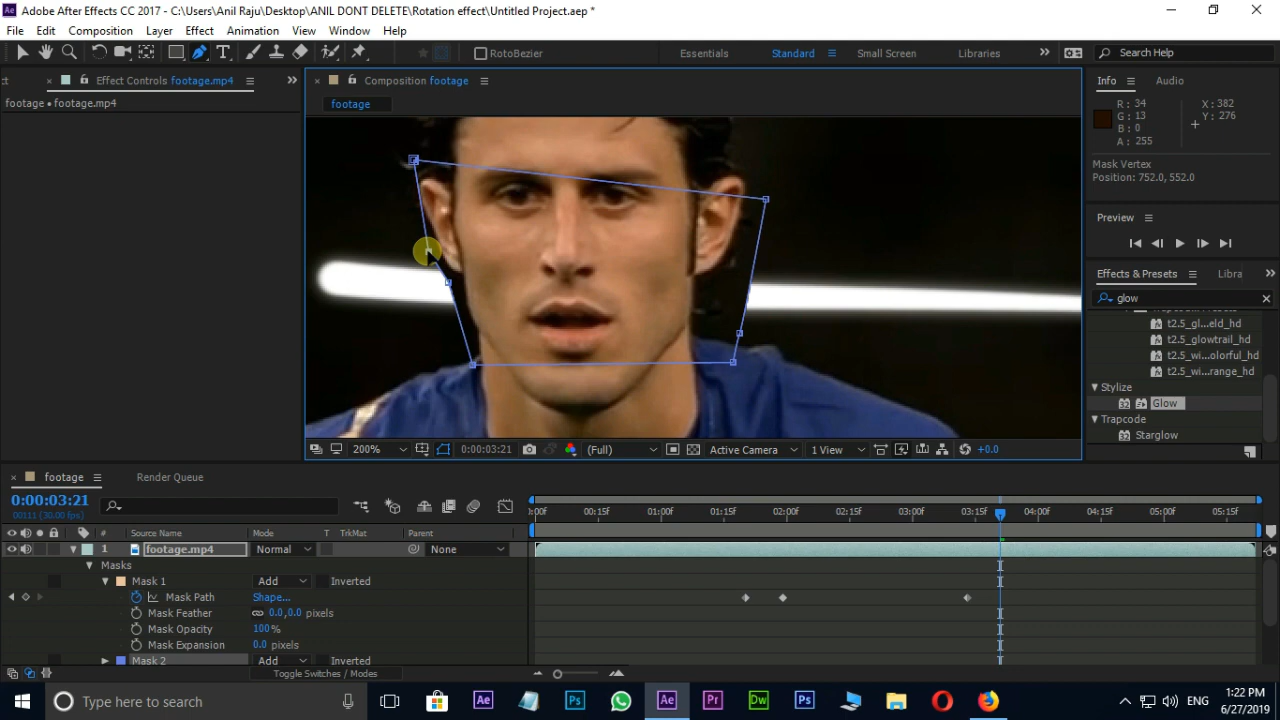 Adobe After Effects CC 2017 - C:\Users\Anil Raju\Desktop\ANIL DONT DELETE\Rotation effect\Untitled Project.aep *
File Edit Composition Layer Effect Animation View Window Help
RotoBezier Essentials Standard Small Screen Libraries Search Help
Effect Controls footage.mp4
Composition footage
Info Audio
footage • footage.mp4
footage
R: 34
G: 13
B: 0
A: 255
X: 382
Y: 276
Mask Vertex
Position: 752.0, 552.0
Preview
Effects & Presets Libra
glow
t2.5_gl...eld_hd
t2.5_glowtrail_hd
t2.5_wi...olorful_hd
t2.5_wi...range_hd
Stylize
Glow
Trapcode
Starglow
200% 0:00:03:21 (Full) Active Camera 1 View +0.0
footage Render Queue
0:00:03:21
00111 (30.00 fps)
:00f 00:15f 01:00f 00:15f 02:00f 00:15f 03:00f 03:15f 04:00f 00:15f 05:00f 05:15f
# Source Name Mode T TrkMat Parent
1 footage.mp4 Normal None
Masks
Mask 1 Add Inverted
Mask Path Shape...
Mask Feather 0.0,0.0 pixels
Mask Opacity 100%
Mask Expansion 0.0 pixels
Mask 2 Add Inverted
Toggle Switches / Modes
Type here to search
Ae Ps Ae Pr Dw Ps
ENG
1:22 PM
6/27/2019